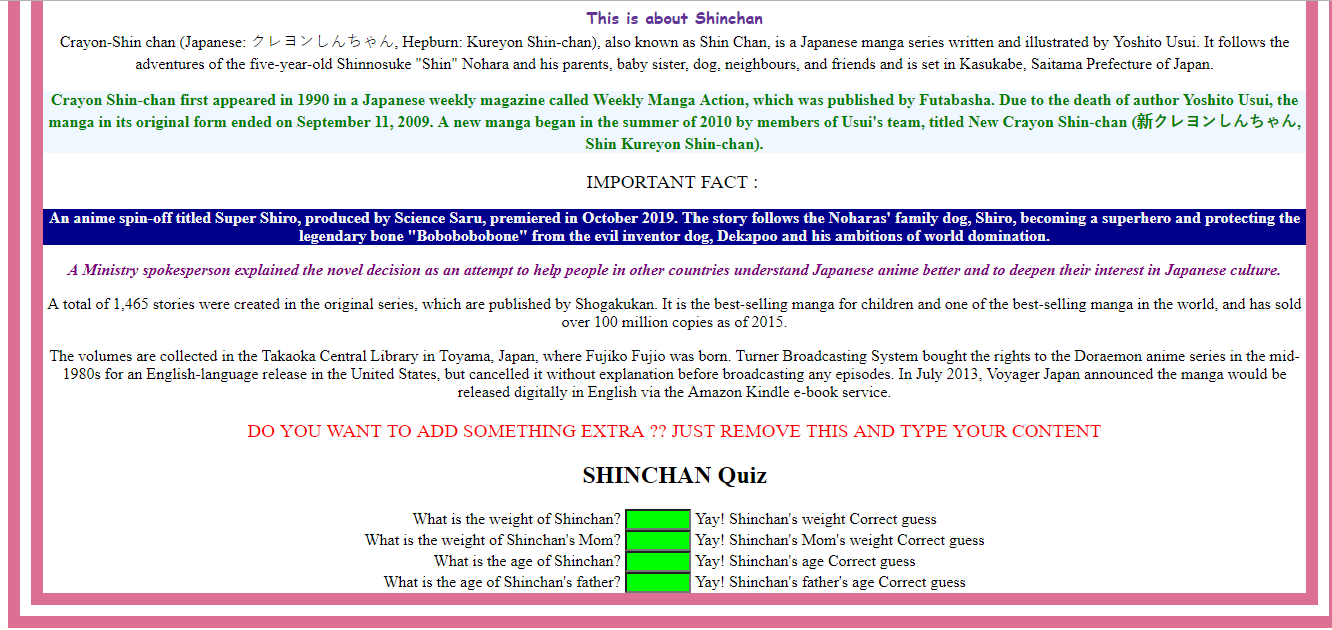 This is about Shinchan
Crayon-Shin chan (Japanese: クレヨンしんちゃん, Hepburn: Kureyon Shin-chan), also known as Shin Chan, is a Japanese manga series written and illustrated by Yoshito Usui. It follows the
adventures of the five-year-old Shinnosuke "Shin" Nohara and his parents, baby sister, dog, neighbours, and friends and is set in Kasukabe, Saitama Prefecture of Japan.
Crayon Shin-chan first appeared in 1990 in a Japanese weekly magazine called Weekly Manga Action, which was published by Futabasha. Due to the death of author Yoshito Usui, the
manga in its original form ended on September 11, 2009. A new manga began in the summer of 2010 by members of Usui's team, titled New Crayon Shin-chan (新クレヨンしんちゃん,
Shin Kureyon Shin-chan).
IMPORTANT FACT :
An anime spin-off titled Super Shiro, produced by Science Saru, premiered in October 2019. The story follows the Noharas' family dog, Shiro, becoming a superhero and protecting the
legendary bone "Bobobobobone" from the evil inventor dog, Dekapoo and his ambitions of world domination.
A Ministry spokesperson explained the novel decision as an attempt to help people in other countries understand Japanese anime better and to deepen their interest in Japanese culture.
A total of 1,465 stories were created in the original series, which are published by Shogakukan. It is the best-selling manga for children and one of the best-selling manga in the world, and has sold
over 100 million copies as of 2015.
The volumes are collected in the Takaoka Central Library in Toyama, Japan, where Fujiko Fujio was born. Turner Broadcasting System bought the rights to the Doraemon anime series in the mid-
1980s for an English-language release in the United States, but cancelled it without explanation before broadcasting any episodes. In July 2013, Voyager Japan announced the manga would be
released digitally in English via the Amazon Kindle e-book service.
DO YOU WANT TO ADD SOMETHING EXTRA ?? JUST REMOVE THIS AND TYPE YOUR CONTENT
SHINCHAN Quiz
What is the weight of Shinchan? Yay! Shinchan's weight Correct guess
What is the weight of Shinchan's Mom? Yay! Shinchan's Mom's weight Correct guess
What is the age of Shinchan? Yay! Shinchan's age Correct guess
What is the age of Shinchan's father? Yay! Shinchan's father's age Correct guess